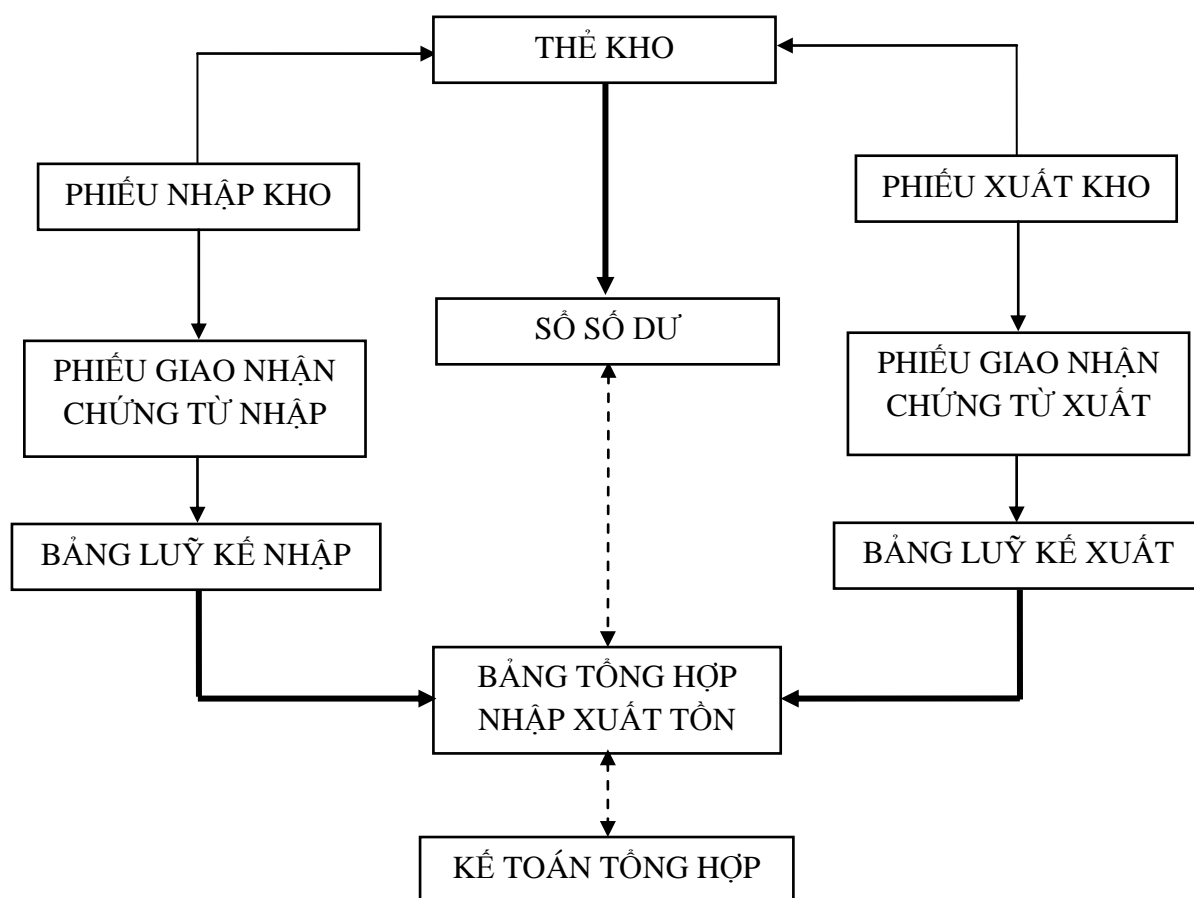 THẺ KHO
PHIẾU NHẬP KHO
PHIẾU XUẤT KHO
SỔ SỐ DƯ
PHIẾU GIAO NHẬN
CHỨNG TỪ NHẬP
PHIẾU GIAO NHẬN
CHỨNG TỪ XUẤT
BẢNG LUỸ KẾ NHẬP
BẢNG LUỸ KẾ XUẤT
BẢNG TỔNG HỢP
NHẬP XUẤT TỒN
KẾ TOÁN TỔNG HỢP